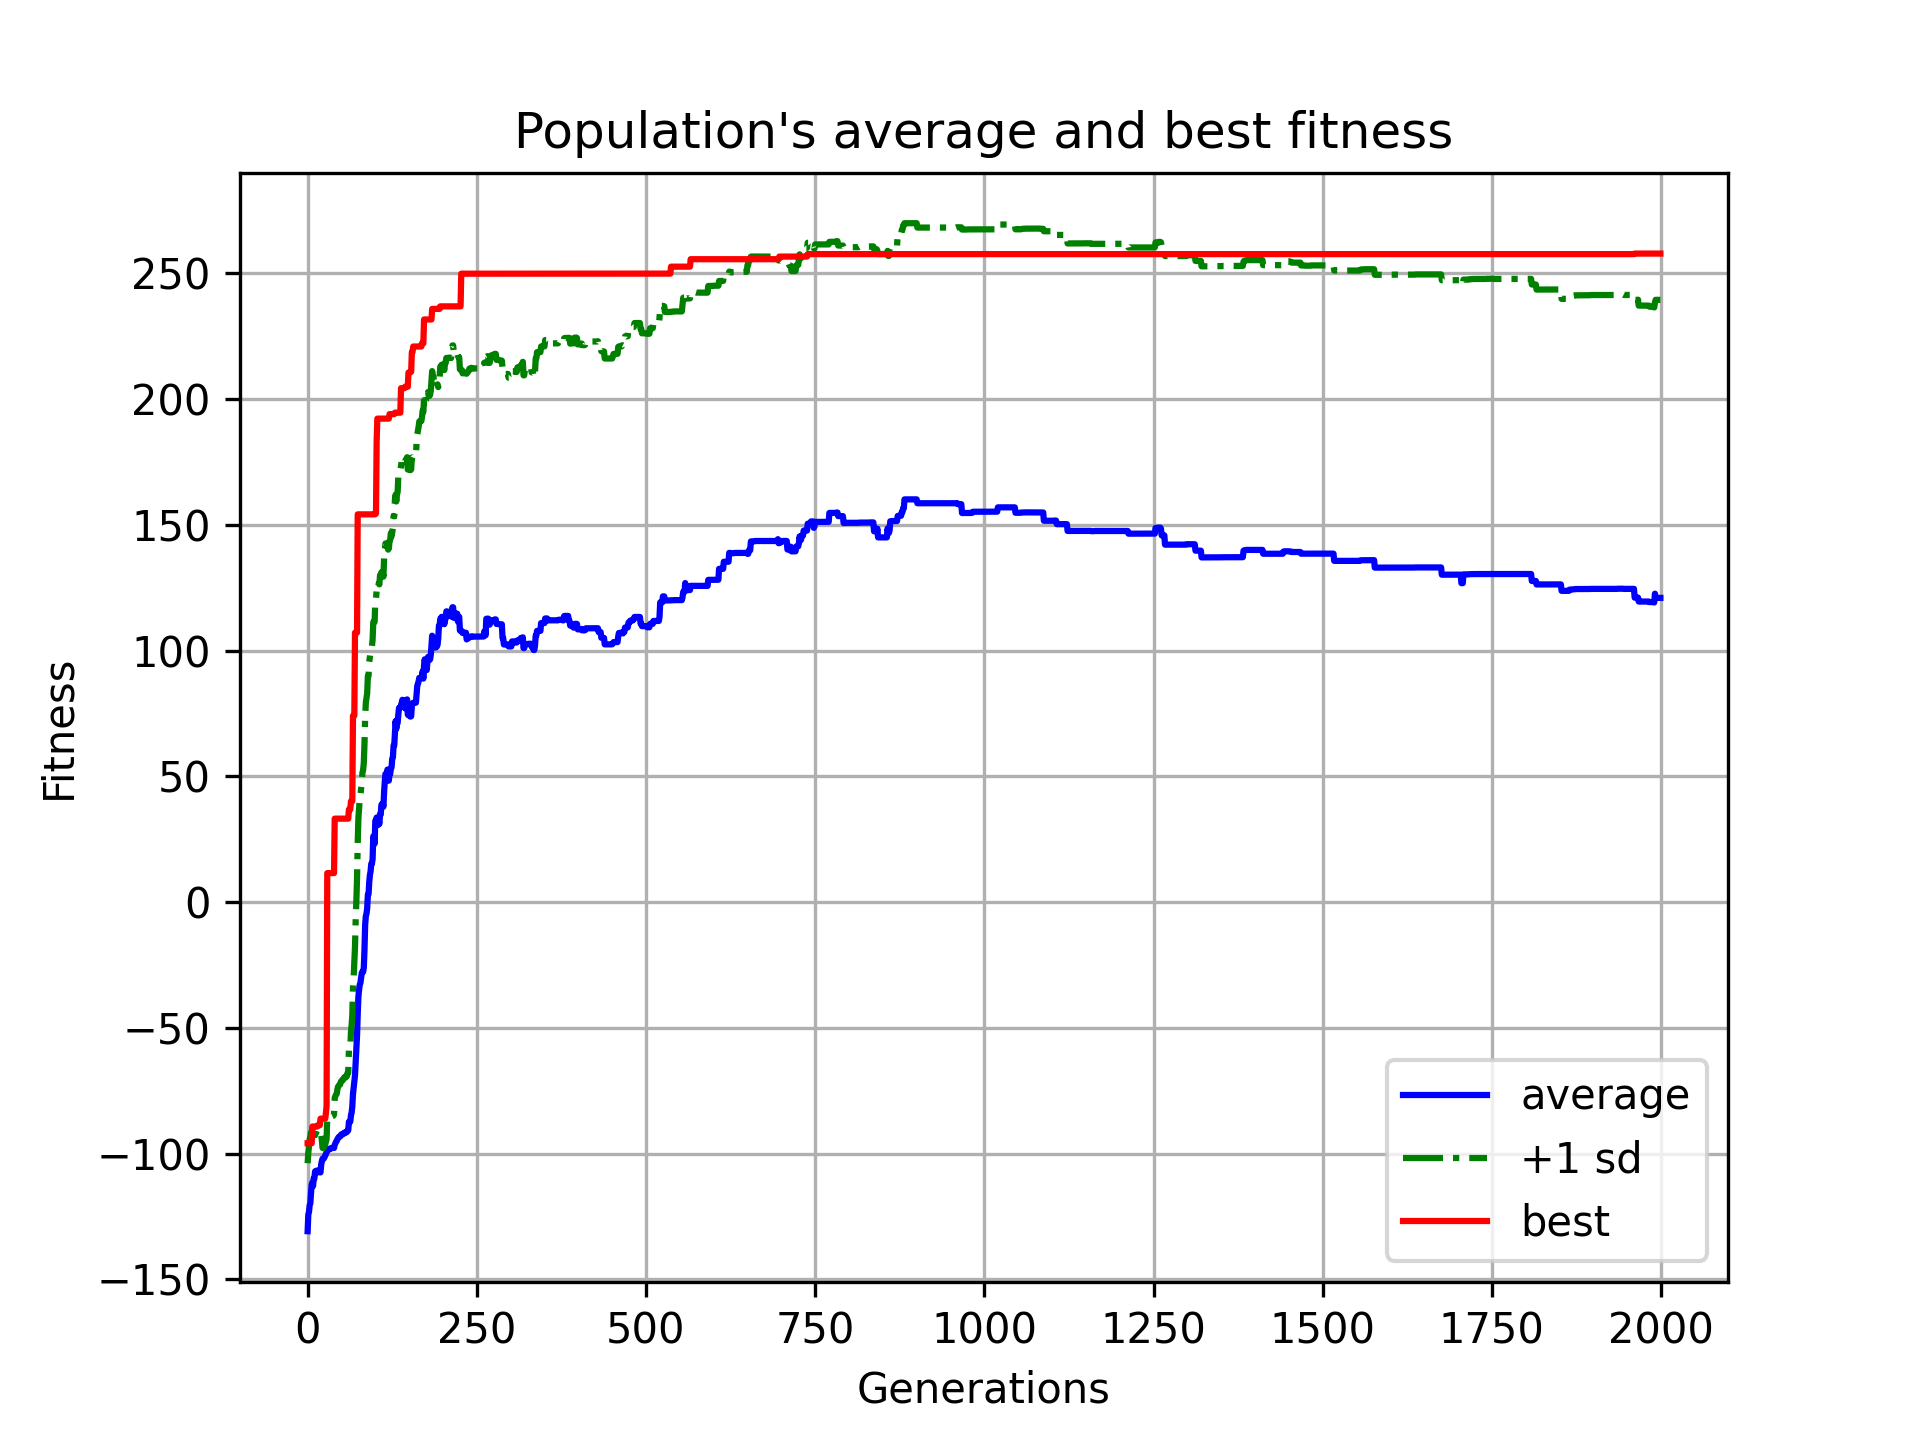 Population's average and best fitness
Fitness
250
200
150
100
50
0
−50
−100
−150
average
+1 sd
best
0 250 500 750 1000 1250 1500 1750 2000
Generations